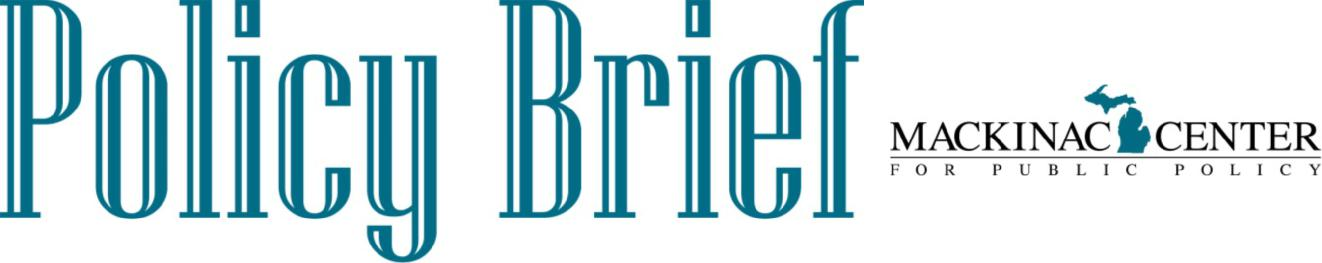 Policy Brief
MACKINAC CENTER
FOR PUBLIC POLICY